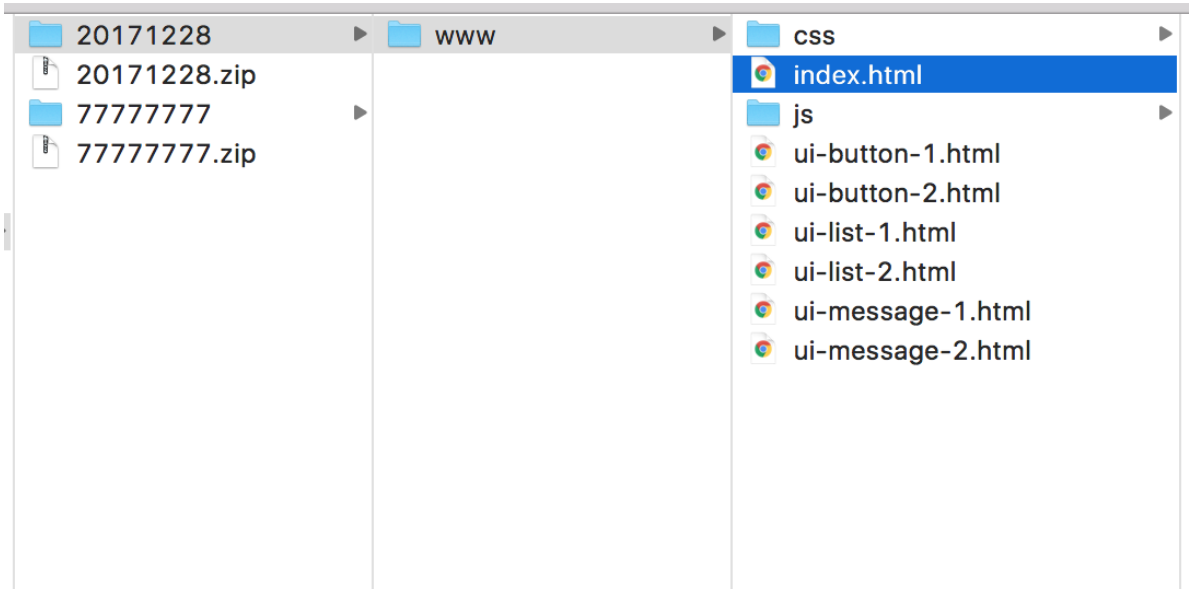 20171228
20171228.zip
77777777
77777777.zip
www
css
index.html
js
ui-button-1.html
ui-button-2.html
ui-list-1.html
ui-list-2.html
ui-message-1.html
ui-message-2.html